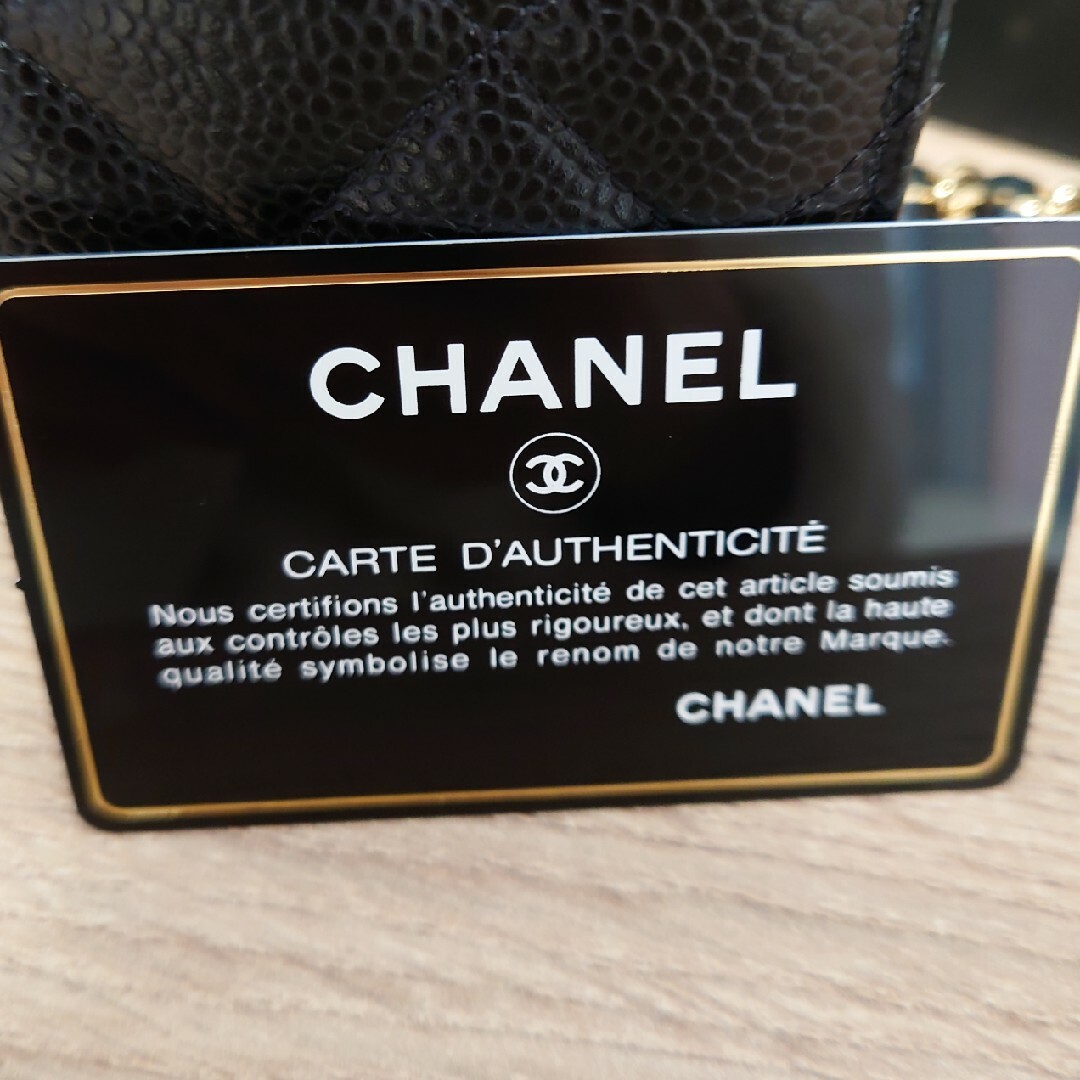 CHANEL
CARTE D'AUTHENTICITÉ
Nous certifions l'authenticité de cet article soumis
aux contrôles les plus rigoureux, et dont la haute
qualité symbolise le renom de notre Marque.
CHANEL